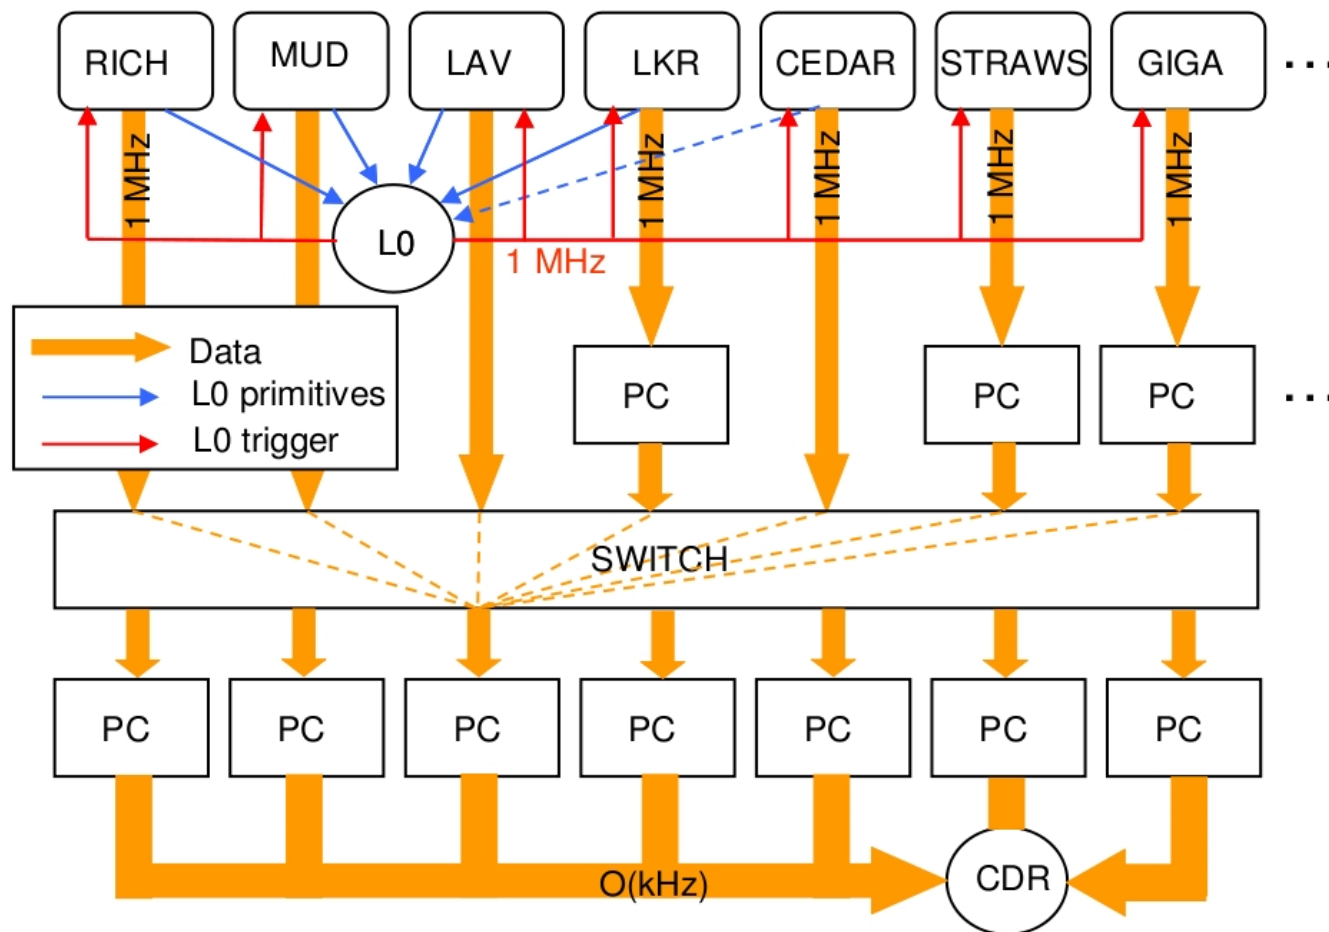 RICH
MUD
LAV
LKR
CEDAR
STRAWS
GIGA
...
1 MHz
1 MHz
1 MHz
1 MHz
1 MHz
L0
1 MHz
Data
L0 primitives
L0 trigger
PC
PC
PC
...
SWITCH
PC
PC
PC
PC
PC
PC
PC
O(kHz)
CDR